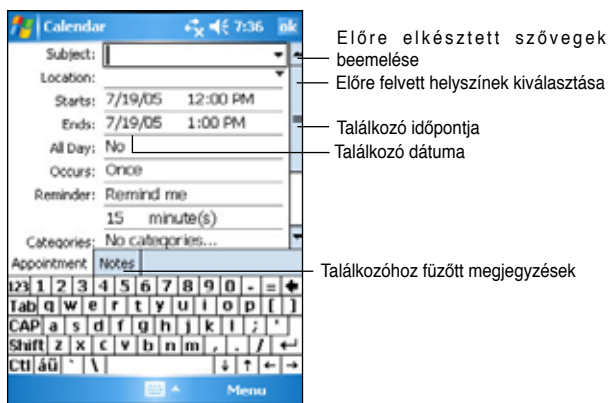 Calendar 7:36 ok
Subject:
Location:
Starts: 7/19/05 12:00 PM
Ends: 7/19/05 1:00 PM
All Day: No
Occurs: Once
Reminder: Remind me
15 minute(s)
Categories: No categories...
Appointment Notes
123 1 2 3 4 5 6 7 8 9 0 - =
Tab q w e r t y u i o p [ ]
CAP a s d f g h j k l ; '
Shift z x c v b n m , . /
Ctl áü ` \
Menu
Előre elkésztett szövegek
beemelése
Előre felvett helyszínek kiválasztása
Találkozó időpontja
Találkozó dátuma
Találkozóhoz fűzőtt megjegyzések